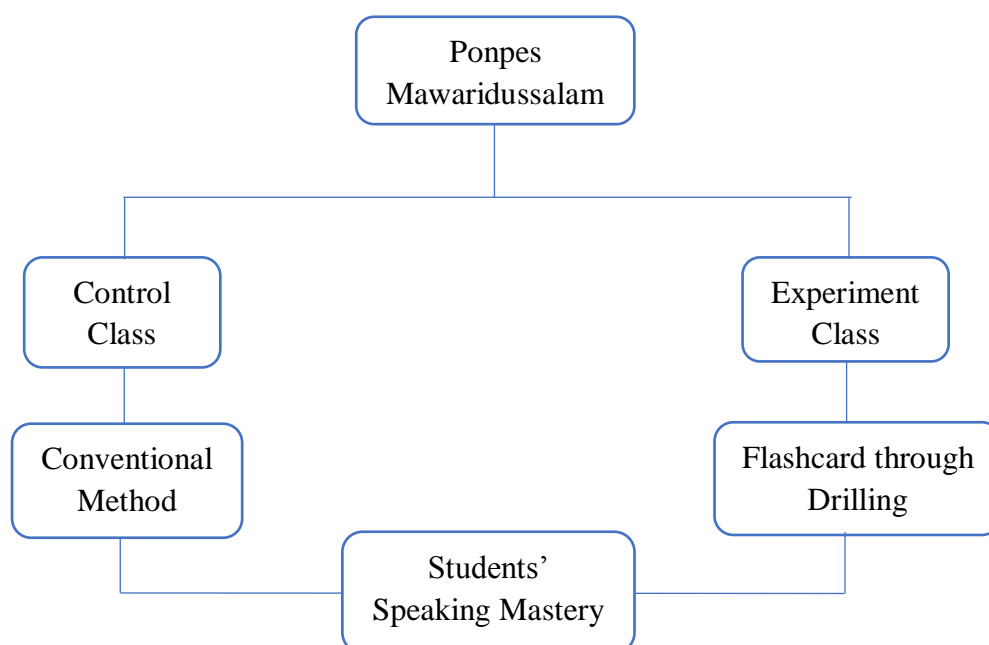 Ponpes
Mawaridussalam
Control
Class
Experiment
Class
Conventional
Method
Flashcard through
Drilling
Students’
Speaking Mastery